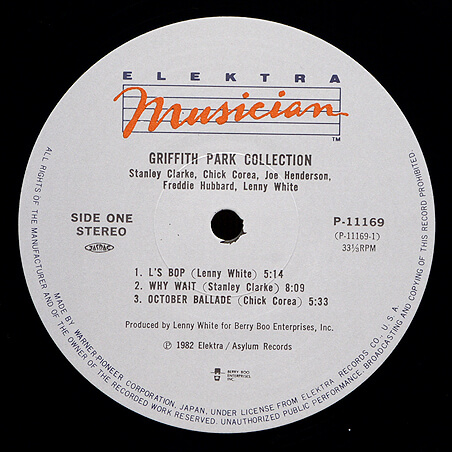 ELEKTRA
Musician
TM
GRIFFITH PARK COLLECTION
Stanley Clarke, Chick Corea, Joe Henderson,
Freddie Hubbard, Lenny White
SIDE ONE
STEREO
JASRAC
P-11169
(P-11169-1)
33⅓RPM
1. L'S BOP (Lenny White) 5:14
2. WHY WAIT (Stanley Clarke) 8:09
3. OCTOBER BALLADE (Chick Corea) 5:33
Produced by Lenny White for Berry Boo Enterprises, Inc.
℗ 1982 Elektra/Asylum Records
BERRY BOO
ENTERPRISES,
INC.
ALL RIGHTS OF THE MANUFACTURER AND OF THE OWNER OF THE RECORDED WORK RESERVED. UNAUTHORIZED PUBLIC PERFORMANCE, BROADCASTING AND COPYING OF THIS RECORD PROHIBITED.
MADE BY WARNER-PIONEER CORPORATION, JAPAN, UNDER LICENSE FROM ELEKTRA RECORDS CO., U.S.A.